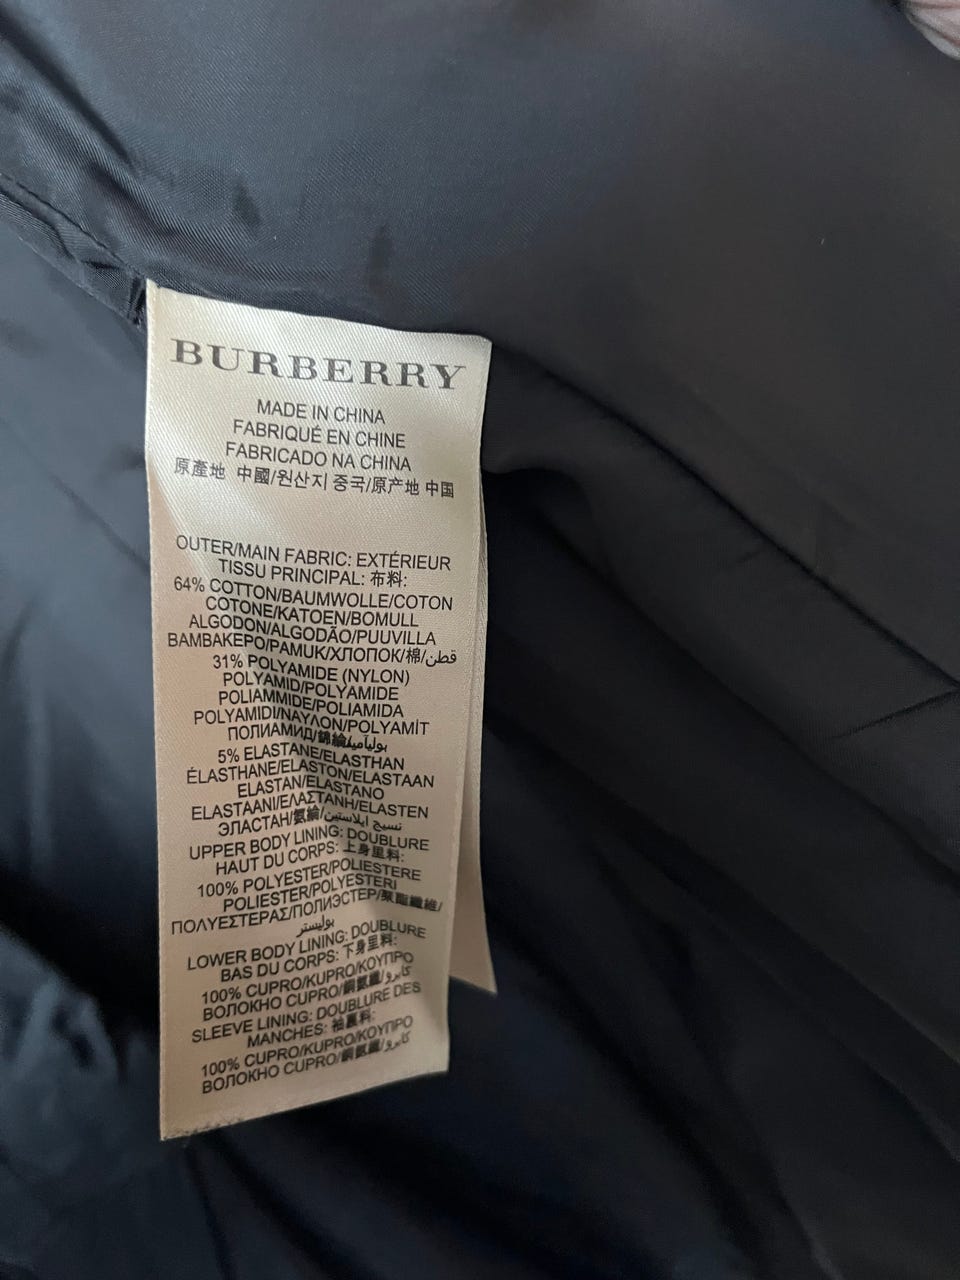 BURBERRY
MADE IN CHINA
FABRIQUÉ EN CHINE
FABRICADO NA CHINA
原產地 中國/원산지 중국/原产地 中国
OUTER/MAIN FABRIC: EXTÉRIEUR
TISSU PRINCIPAL: 布料:
64% COTTON/BAUMWOLLE/COTON
COTONE/KATOEN/BOMULL
ALGODON/ALGODÃO/PUUVILLA
ΒΑΜΒΑΚΕΡΟ/PAMUK/ХЛОПОК/棉/قطن
31% POLYAMIDE (NYLON)
POLYAMID/POLYAMIDE
POLIAMMIDE/POLIAMIDA
POLYAMIDI/ΝΑΥΛΟΝ/POLYAMİT
ПОЛИАМИД/錦綸/بوليآميد
5% ELASTANE/ELASTHAN
ÉLASTHANE/ELASTON/ELASTAAN
ELASTAN/ELASTANO
ELASTAANI/ΕΛΑΣΤΑΝΗ/ELASTEN
ЭЛАСТАН/氨綸/نسيج ايلاستين
UPPER BODY LINING: DOUBLURE
HAUT DU CORPS: 上身里料:
100% POLYESTER/POLIESTERE
POLIESTER/POLYESTERI
ΠΟΛΥΕΣΤΕΡΑΣ/ПОЛИЭСТЕР/聚酯纖維/
بوليستر
LOWER BODY LINING: DOUBLURE
BAS DU CORPS: 下身里料:
100% CUPRO/KUPRO/ΚΟΥΠΡΟ
ВОЛОКНО CUPRO/銅氨纖/كابرو
SLEEVE LINING: DOUBLURE DES
MANCHES: 袖裏料:
100% CUPRO/KUPRO/ΚΟΥΠΡΟ
ВОЛОКНО CUPRO/銅氨纖/كابرو